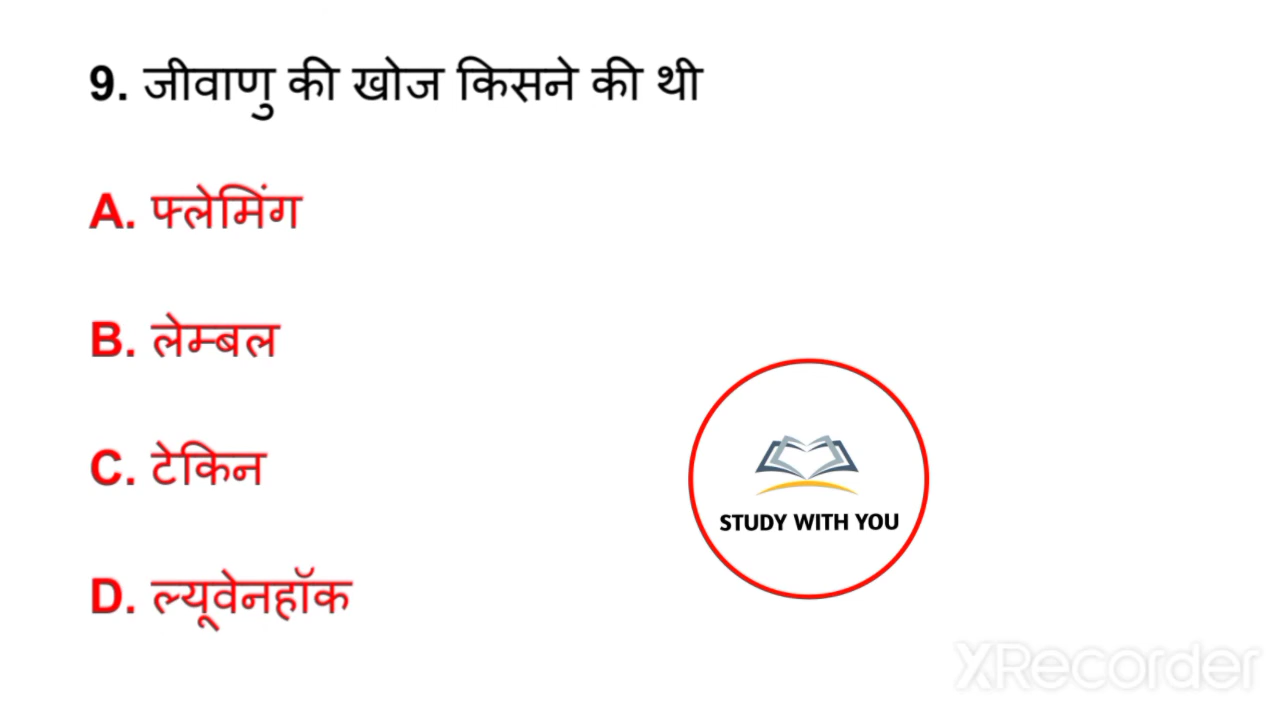 9. जीवाणु की खोज किसने की थी
A. फ्लेमिंग
B. लेम्बल
C. टेकिन
D. ल्यूवेनहॉक
STUDY WITH YOU
XRecorder